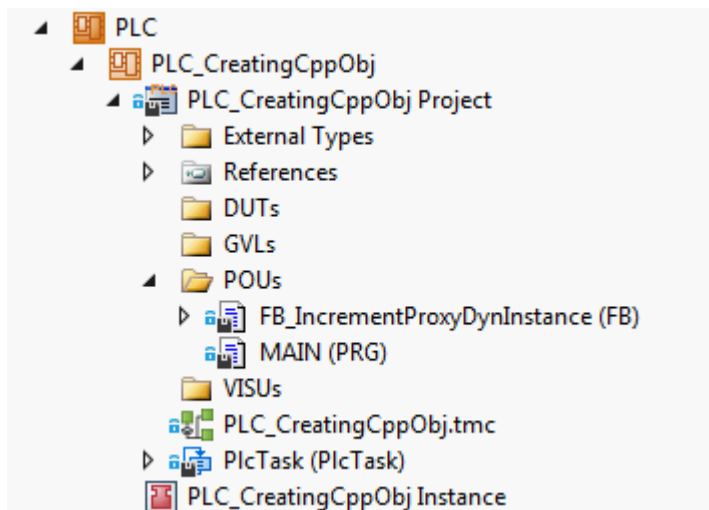 PLC
PLC_CreatingCppObj
PLC_CreatingCppObj Project
External Types
References
DUTs
GVLs
POUs
FB_IncrementProxyDynInstance (FB)
MAIN (PRG)
VISUs
PLC_CreatingCppObj.tmc
PlcTask (PlcTask)
PLC_CreatingCppObj Instance